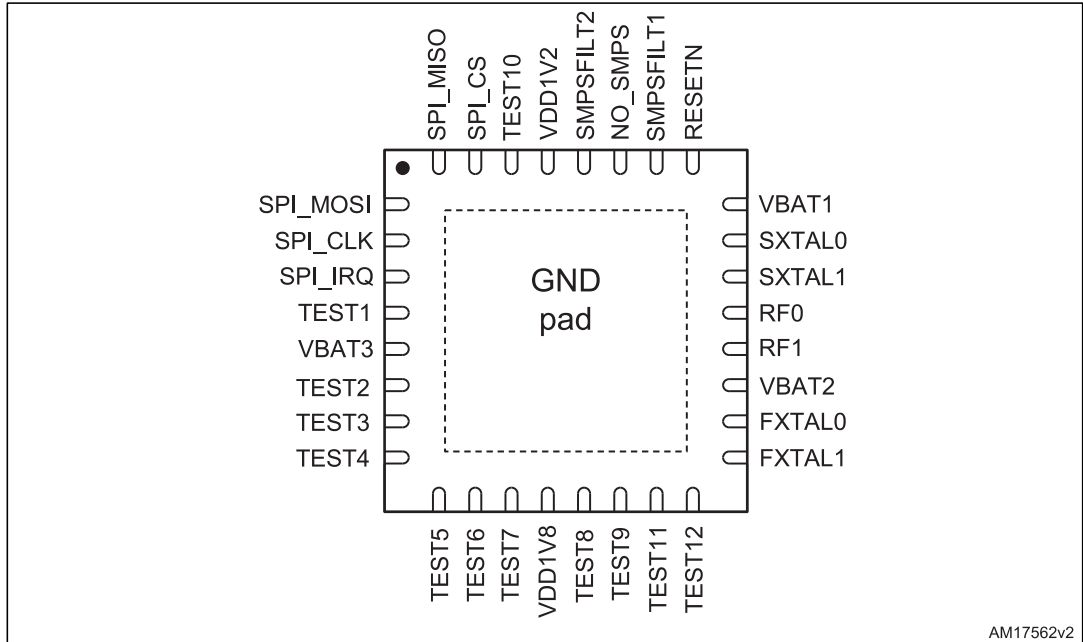 SPI_MISO
SPI_CS
TEST10
VDD1V2
SMPSFILT2
NO_SMPS
SMPSFILT1
RESETN
SPI_MOSI
SPI_CLK
SPI_IRQ
TEST1
VBAT3
TEST2
TEST3
TEST4
GND
pad
VBAT1
SXTAL0
SXTAL1
RF0
RF1
VBAT2
FXTAL0
FXTAL1
TEST5
TEST6
TEST7
VDD1V8
TEST8
TEST9
TEST11
TEST12
AM17562v2